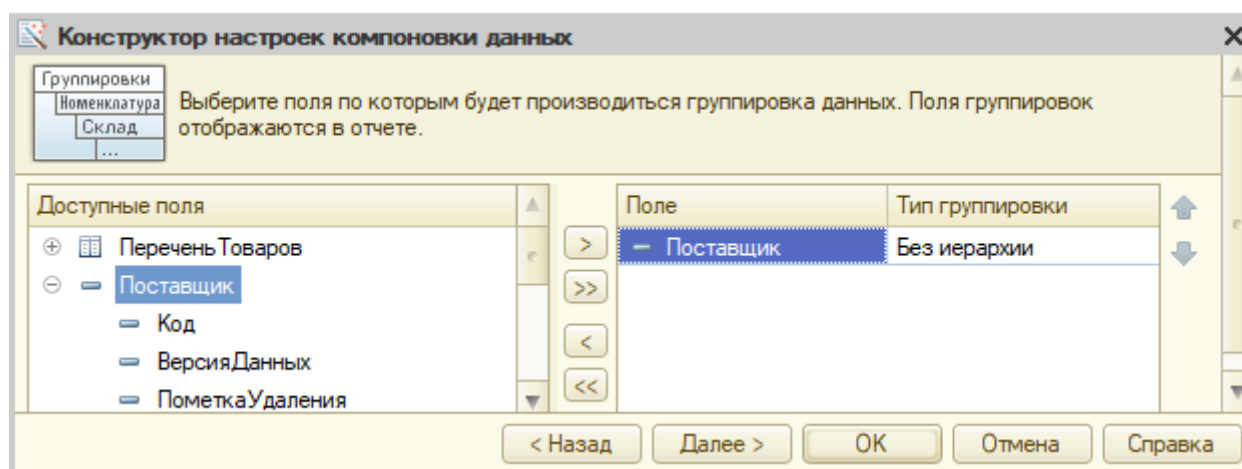 Конструктор настроек компоновки данных
Группировки
Номенклатура
Склад
...
Выберите поля по которым будет производиться группировка данных. Поля группировок
отображаются в отчете.
Доступные поля
Поле
Тип группировки
ПереченьТоваров
Поставщик
Код
ВерсияДанных
ПометкаУдаления
>
>>
<
<<
Поставщик
Без иерархии
< Назад
Далее >
OK
Отмена
Справка